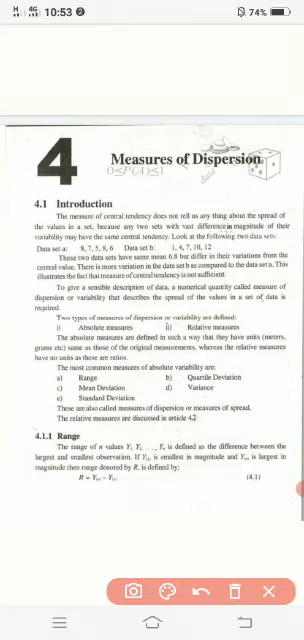 H 4G 10:53 2 74%
4
Measures of Dispersion
0≤P(A)≤1
data
4.1 Introduction
The measure of central tendency does not tell us any thing about the spread of
the values in a set, because any two sets with vast difference in magnitude of their
variability may have the same central tendency. Look at the following two data sets:
Data set a: 8, 7, 5, 8, 6 Data set b: 1, 4, 7, 10, 12
These two data sets have same mean 6.8 but differ in their variations from the
central value. There is more variation in the data set b as compared to the data set a. This
illustrates the fact that measure of central tendency is not sufficient.
To give a sensible description of data, a numerical quantity called measure of
dispersion or variability that describes the spread of the values in a set of data is
required.
Two types of measures of dispersion or variability are defined:
i) Absolute measures ii) Relative measures
The absolute measures are defined in such a way that they have units (meters,
grams etc) same as those of the original measurements, whereas the relative measures
have no units as these are ratios.
The most common measures of absolute variability are:
a) Range b) Quartile Deviation
c) Mean Deviation d) Variance
e) Standard Deviation
These are also called measures of dispersion or measures of spread.
The relative measures are discussed in article 4.2
4.1.1 Range
The range of n values Y₁, Y₂, . . . , Yₙ is defined as the difference between the
largest and smallest observation. If Y₍₁₎ is smallest in magnitude and Y₍ₙ₎ is largest in
magnitude then range denoted by R, is defined by;
R = Y₍ₙ₎ – Y₍₁₎ (4.1)